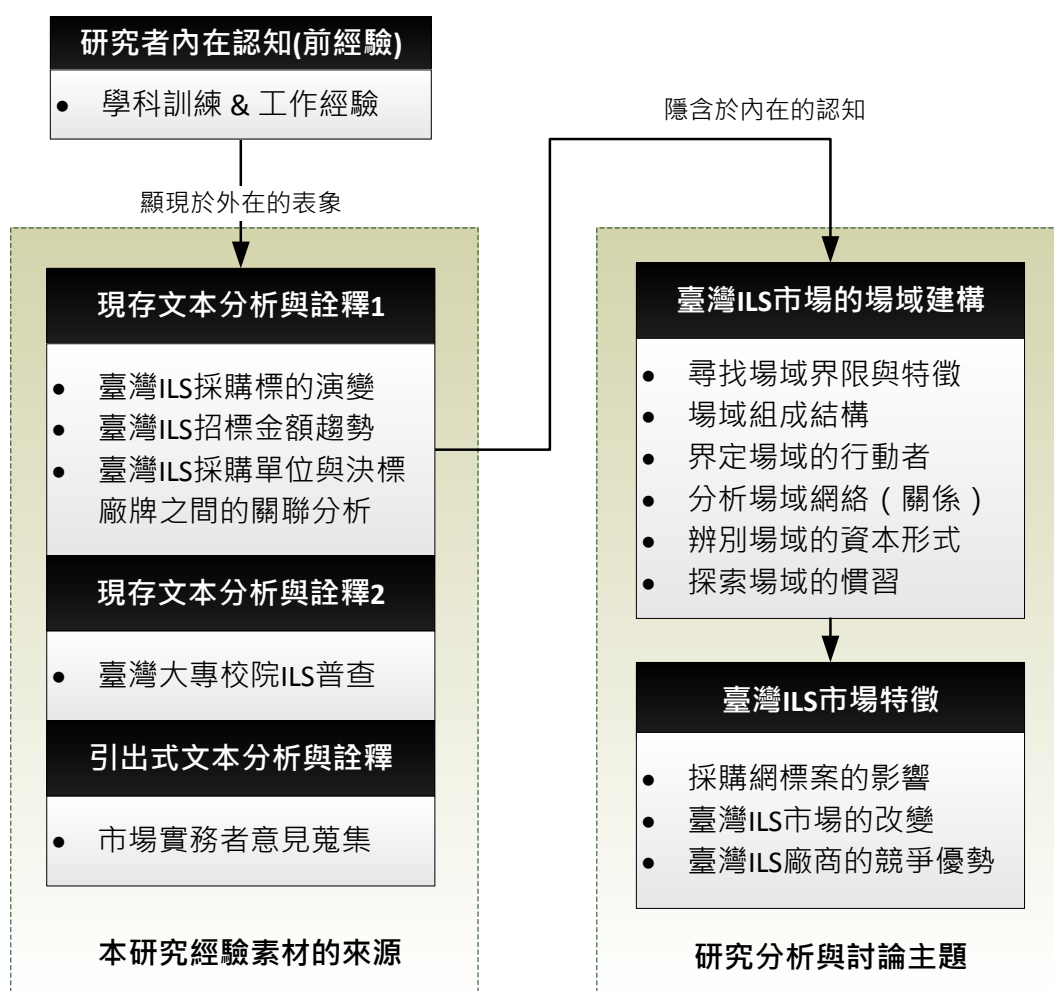 研究者內在認知(前經驗)
• 學科訓練 & 工作經驗
顯現於外在的表象
隱含於內在的認知
現存文本分析與詮釋1
• 臺灣ILS採購標的演變
• 臺灣ILS招標金額趨勢
• 臺灣ILS採購單位與決標
廠牌之間的關聯分析
現存文本分析與詮釋2
• 臺灣大專校院ILS普查
引出式文本分析與詮釋
• 市場實務者意見蒐集
本研究經驗素材的來源
臺灣ILS市場的場域建構
• 尋找場域界限與特徵
• 場域組成結構
• 界定場域的行動者
• 分析場域網絡（關係）
• 辨別場域的資本形式
• 探索場域的慣習
臺灣ILS市場特徵
• 採購網標案的影響
• 臺灣ILS市場的改變
• 臺灣ILS廠商的競爭優勢
研究分析與討論主題